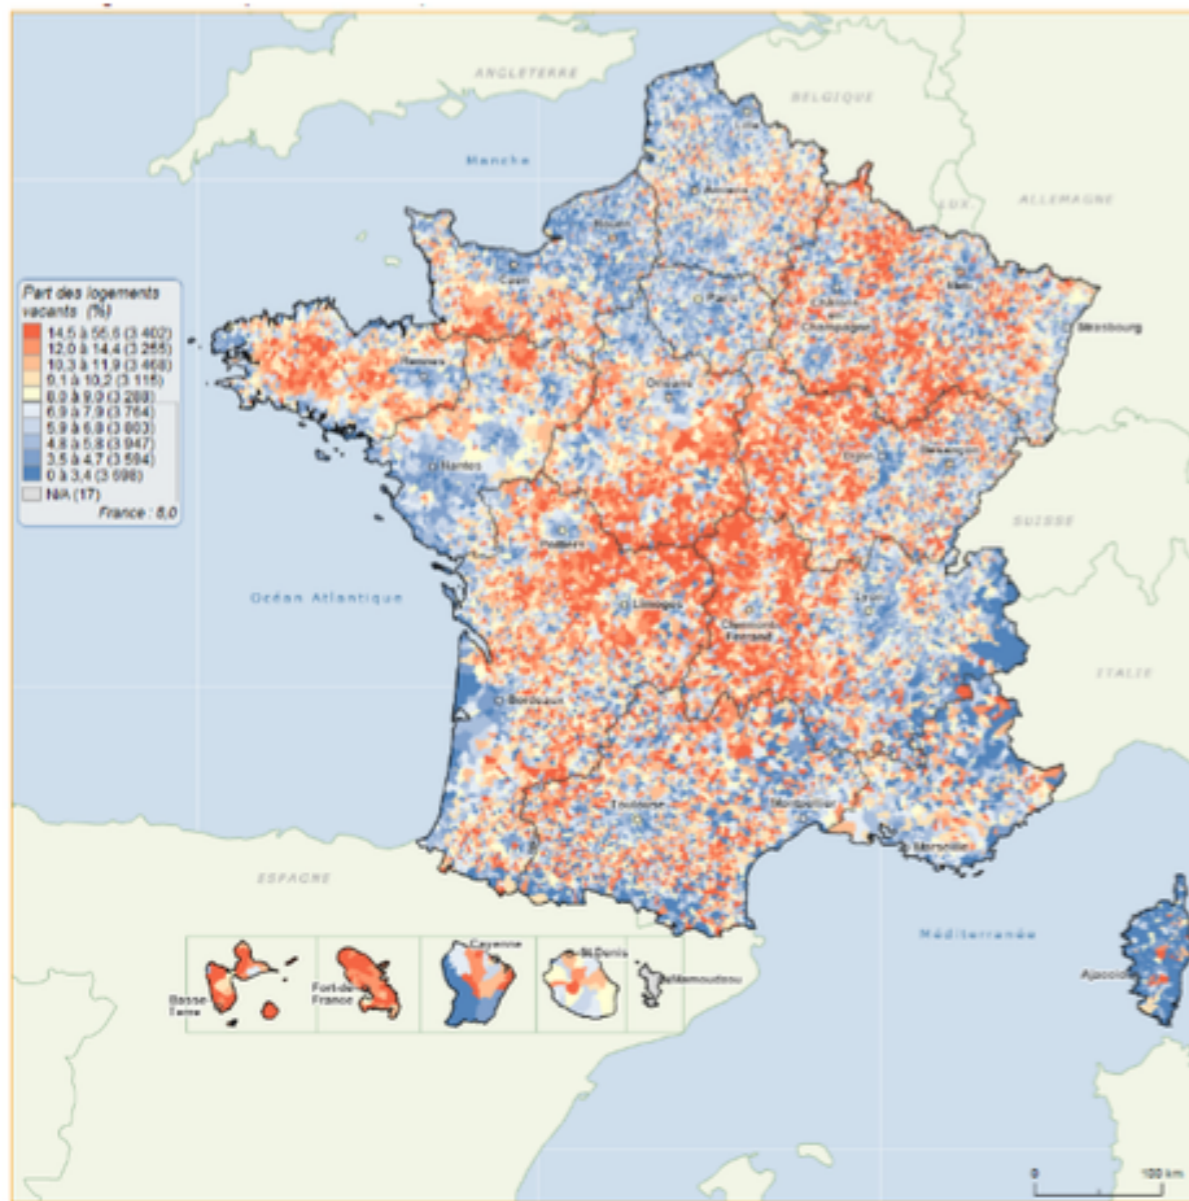 ANGLETERRE
BELGIQUE
Manche
Lille
Amiens
LUX.
ALLEMAGNE
Rouen
Caen
Paris
Metz
Châlons
en
Champagne
Strasbourg
Part des logements
vacants (%)
14,5 à 55,6 (3 402)
12,0 à 14,4 (3 255)
10,3 à 11,9 (3 468)
9,1 à 10,2 (3 115)
8,0 à 9,0 (3 288)
6,9 à 7,9 (3 764)
5,9 à 6,8 (3 803)
4,8 à 5,8 (3 947)
3,5 à 4,7 (3 594)
0 à 3,4 (3 698)
N/A (17)
France : 8,0
Rennes
Orléans
Dijon
Besançon
Nantes
SUISSE
Poitiers
Océan Atlantique
Limoges
Clermont
Ferrand
Lyon
ITALIE
Bordeaux
Toulouse
Montpellier
Marseille
ESPAGNE
Méditerranée
Ajaccio
Cayenne
St Denis
Basse-
Terre
Fort-de-
France
Mamoudzou
0
100 km